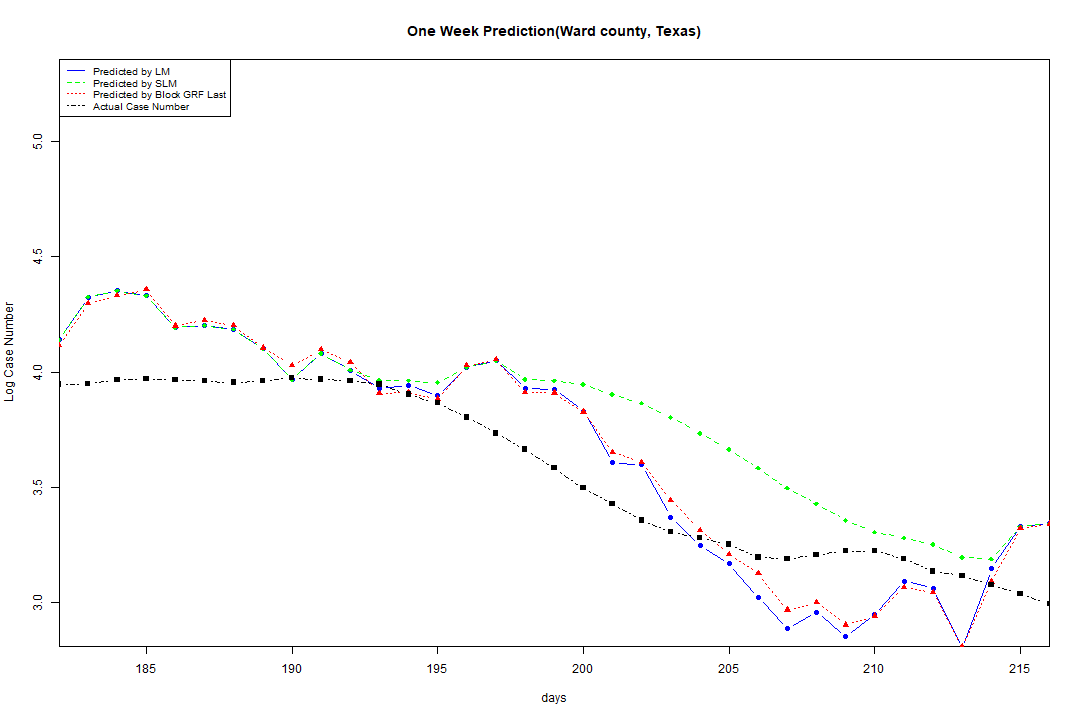 One Week Prediction(Ward county, Texas)
Predicted by LM
Predicted by SLM
Predicted by Block GRF Last
Actual Case Number
5.0
4.5
4.0
3.5
3.0
Log Case Number
185 190 195 200 205 210 215
days